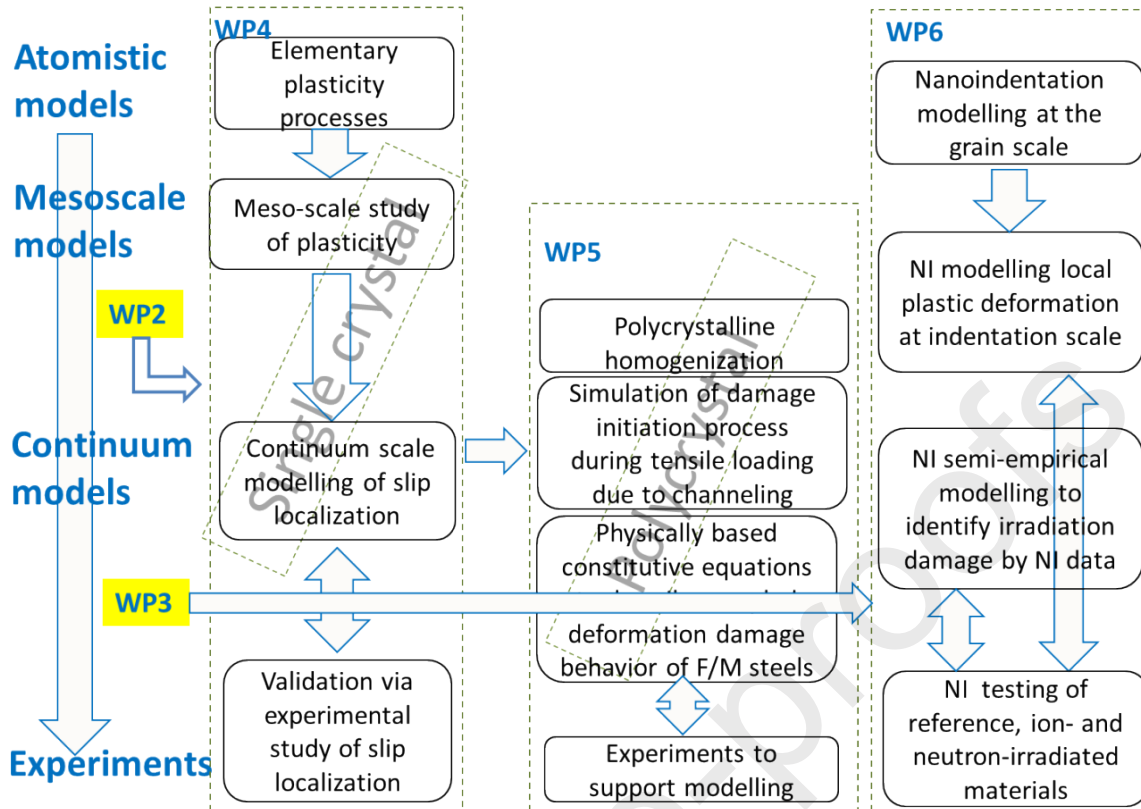 Atomistic
models
Mesoscale
models
WP2
Continuum
models
WP3
Experiments
WP4
Elementary
plasticity
processes
Meso-scale study
of plasticity
Single crystal
Continuum scale
modelling of slip
localization
Validation via
experimental
study of slip
localization
WP5
Polycrystalline
homogenization
Simulation of damage
initiation process
during tensile loading
due to channeling
Polycrystal
Physically based
constitutive equations
deformation damage
behavior of F/M steels
Experiments to
support modelling
WP6
Nanoindentation
modelling at the
grain scale
NI modelling local
plastic deformation
at indentation scale
NI semi-empirical
modelling to
identify irradiation
damage by NI data
NI testing of
reference, ion- and
neutron-irradiated
materials
-proofs